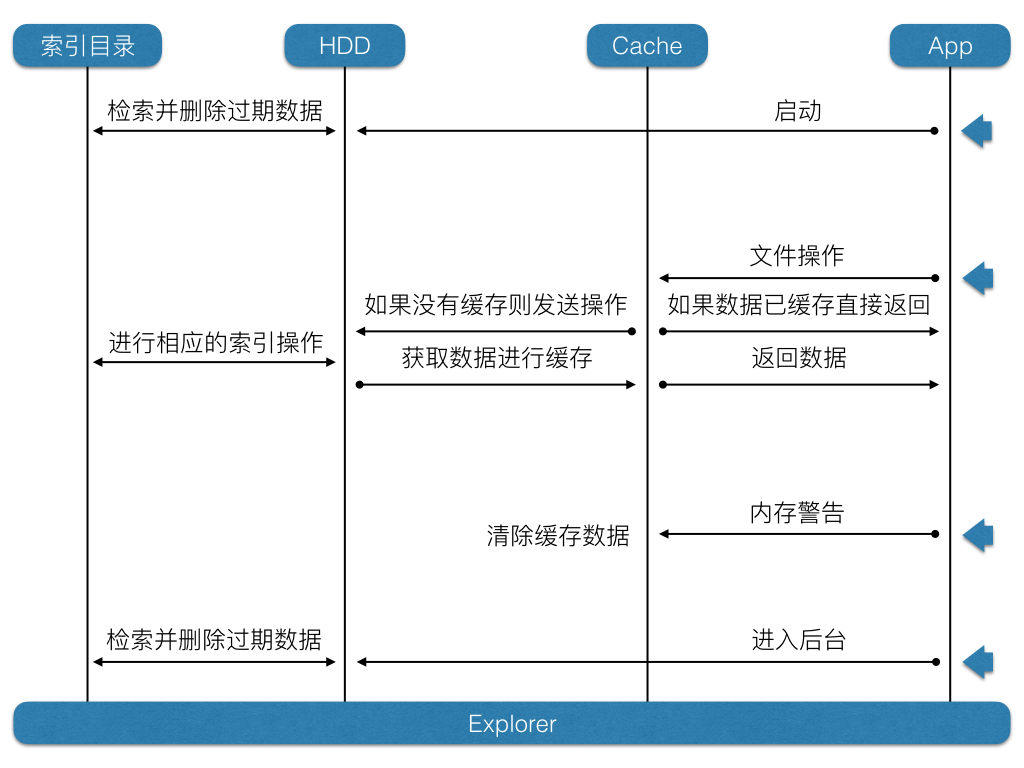 索引目录
HDD
Cache
App
检索并删除过期数据
启动
文件操作
如果没有缓存则发送操作
如果数据已缓存直接返回
进行相应的索引操作
获取数据进行缓存
返回数据
内存警告
清除缓存数据
检索并删除过期数据
进入后台
Explorer